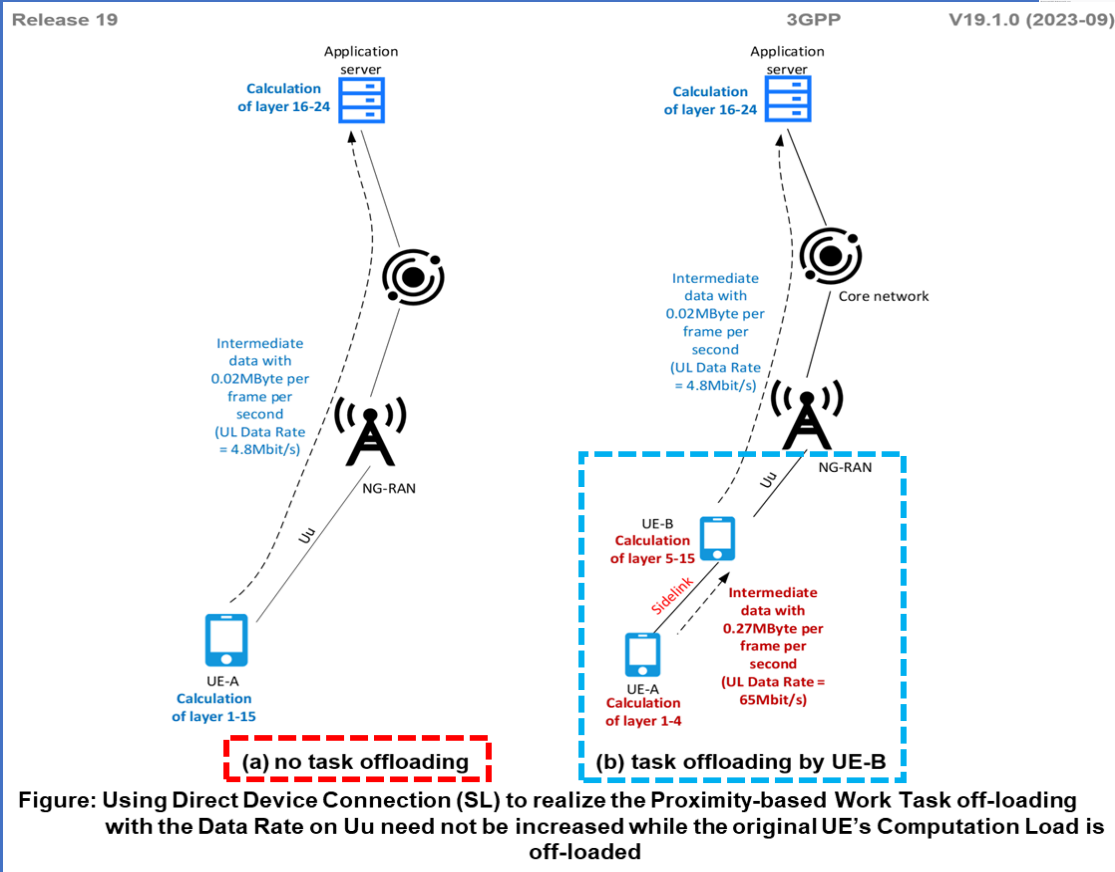 Release 19 3GPP V19.1.0 (2023-09)
Application
server
Calculation
of layer 16-24
Intermediate
data with
0.02MByte per
frame per
second
(UL Data Rate
= 4.8Mbit/s)
NG-RAN
Uu
UE-A
Calculation
of layer 1-15
(a) no task offloading
Application
server
Calculation
of layer 16-24
Core network
Intermediate
data with
0.02MByte per
frame per
second
(UL Data Rate
= 4.8Mbit/s)
NG-RAN
Uu
UE-B
Calculation
of layer 5-15
Sidelink
Intermediate
data with
0.27MByte per
frame per
second
(UL Data Rate =
65Mbit/s)
UE-A
Calculation
of layer 1-4
(b) task offloading by UE-B
Figure: Using Direct Device Connection (SL) to realize the Proximity-based Work Task off-loading
with the Data Rate on Uu need not be increased while the original UE's Computation Load is
off-loaded